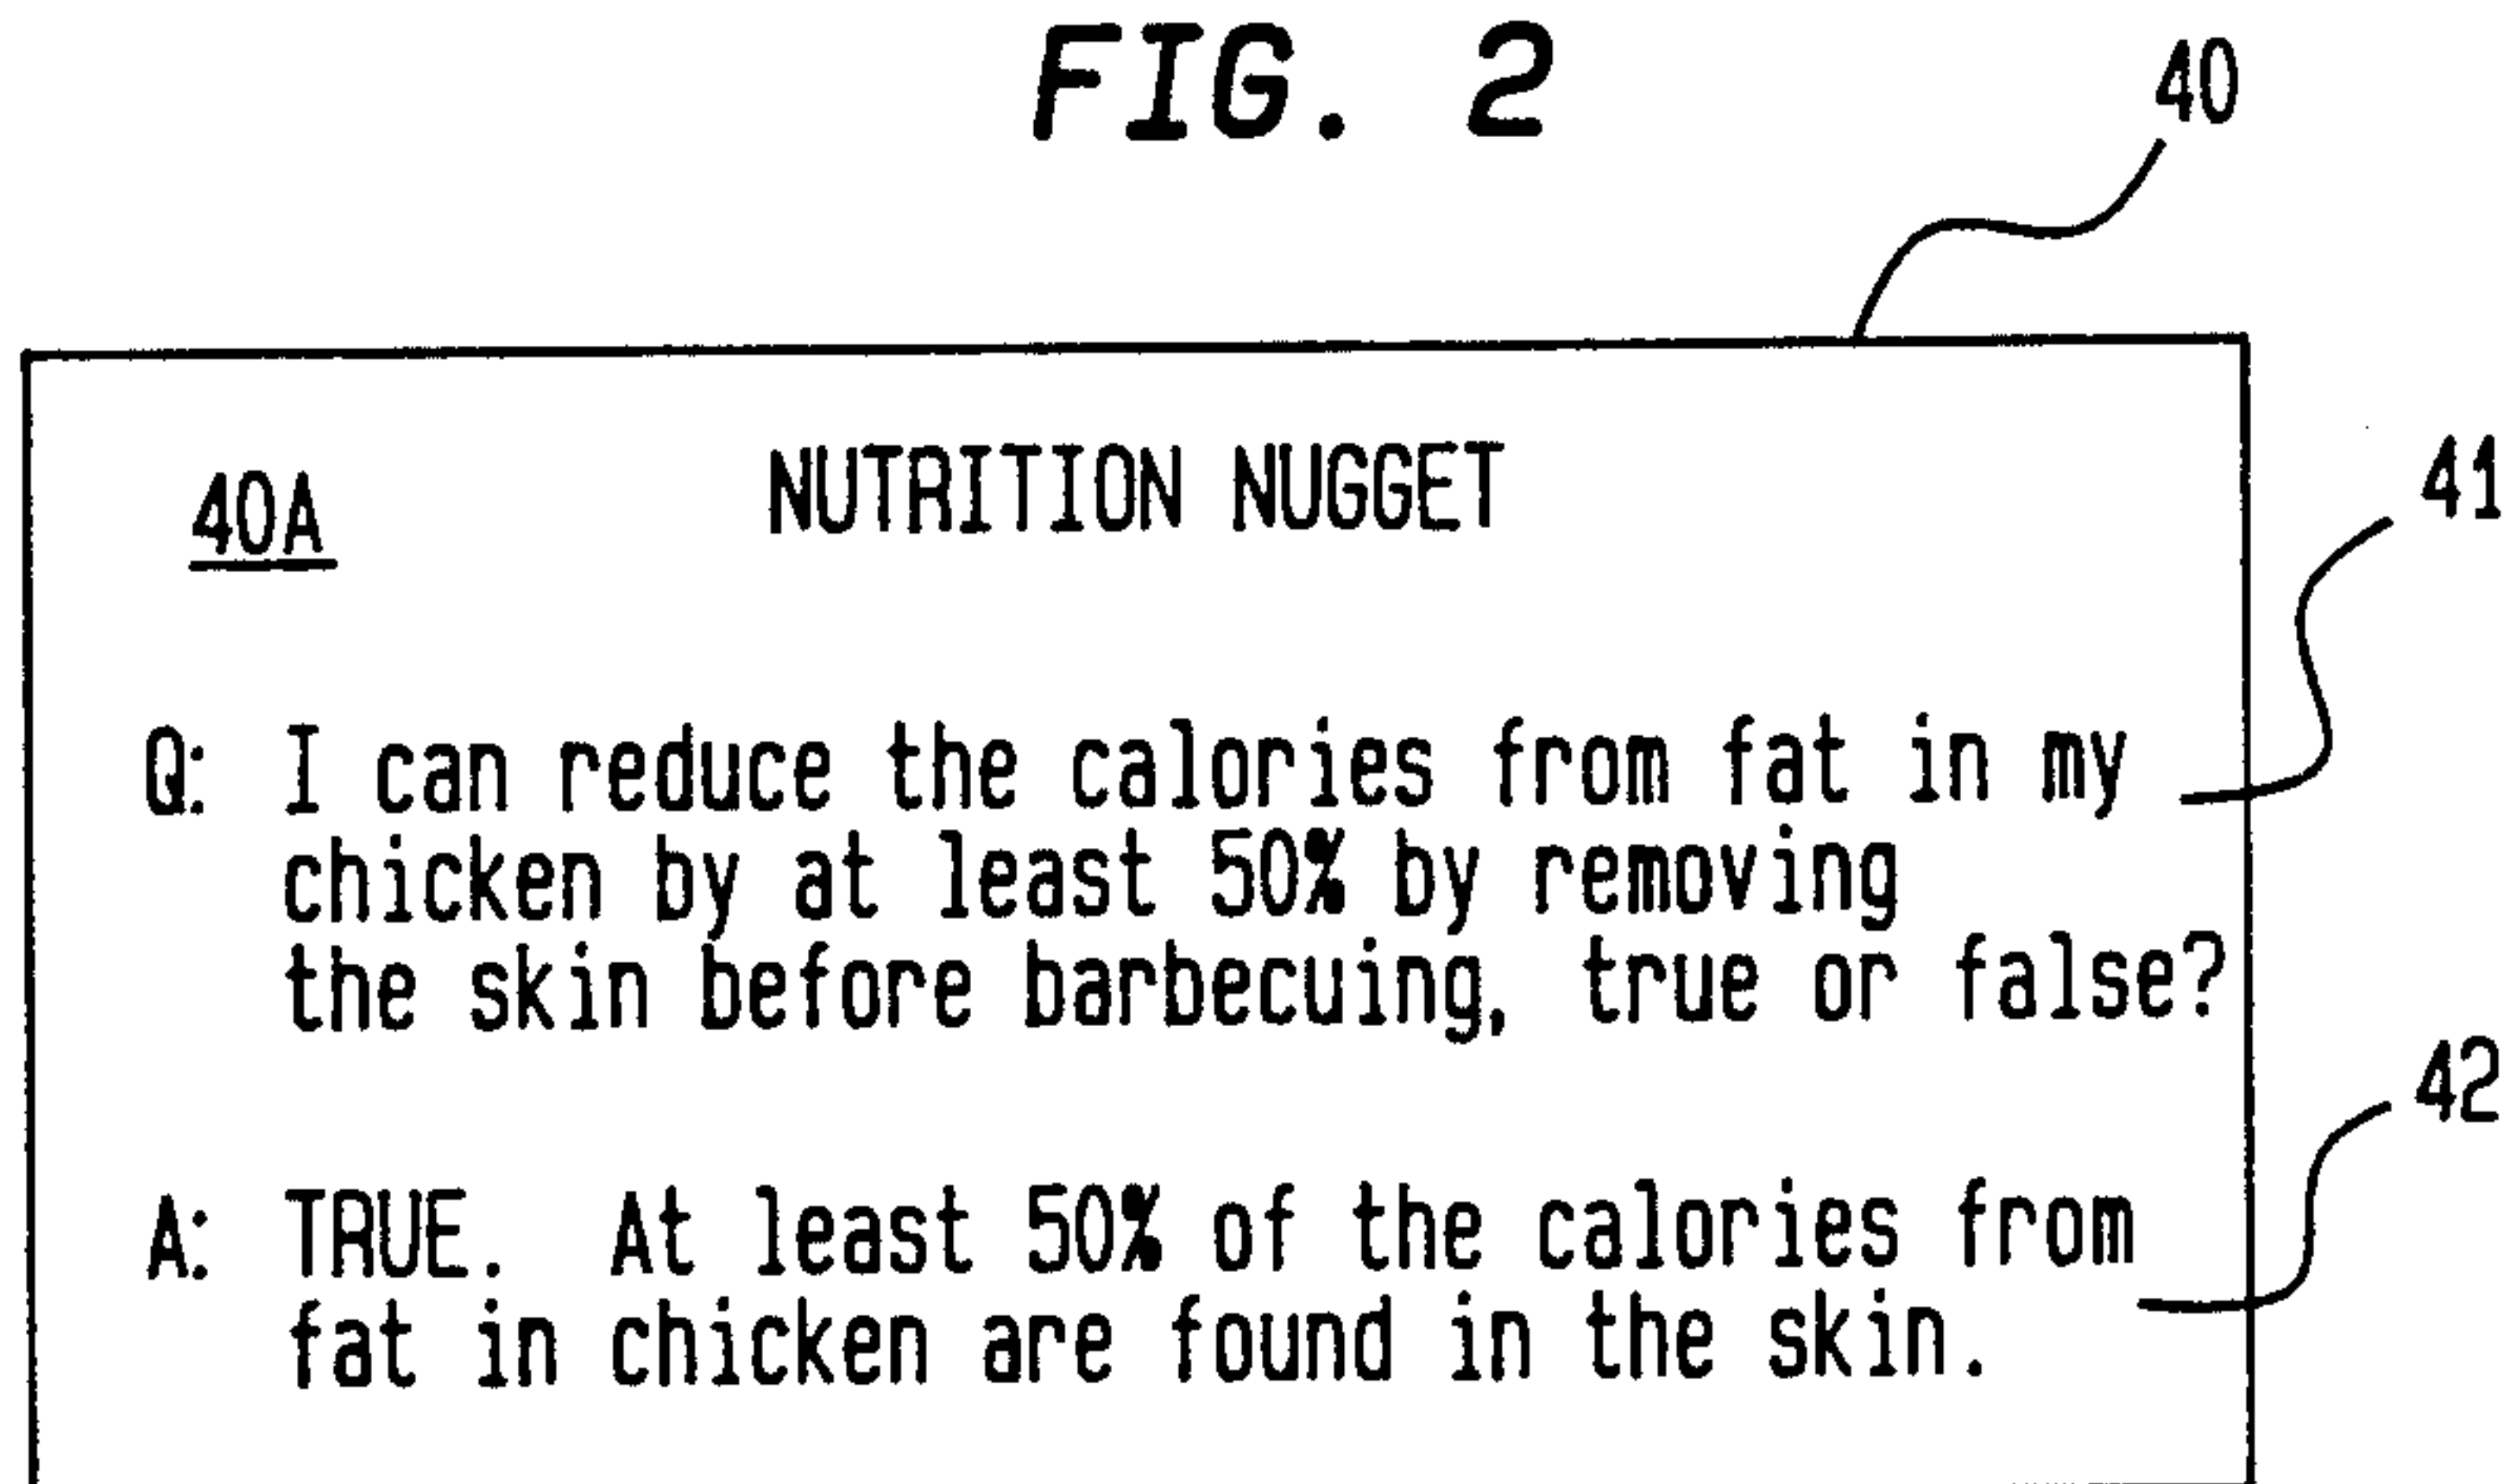 FIG. 2
40
40A
NUTRITION NUGGET
41
Q: I can reduce the calories from fat in my
chicken by at least 50% by removing
the skin before barbecuing, true or false?
42
A: TRUE. At least 50% of the calories from
fat in chicken are found in the skin.